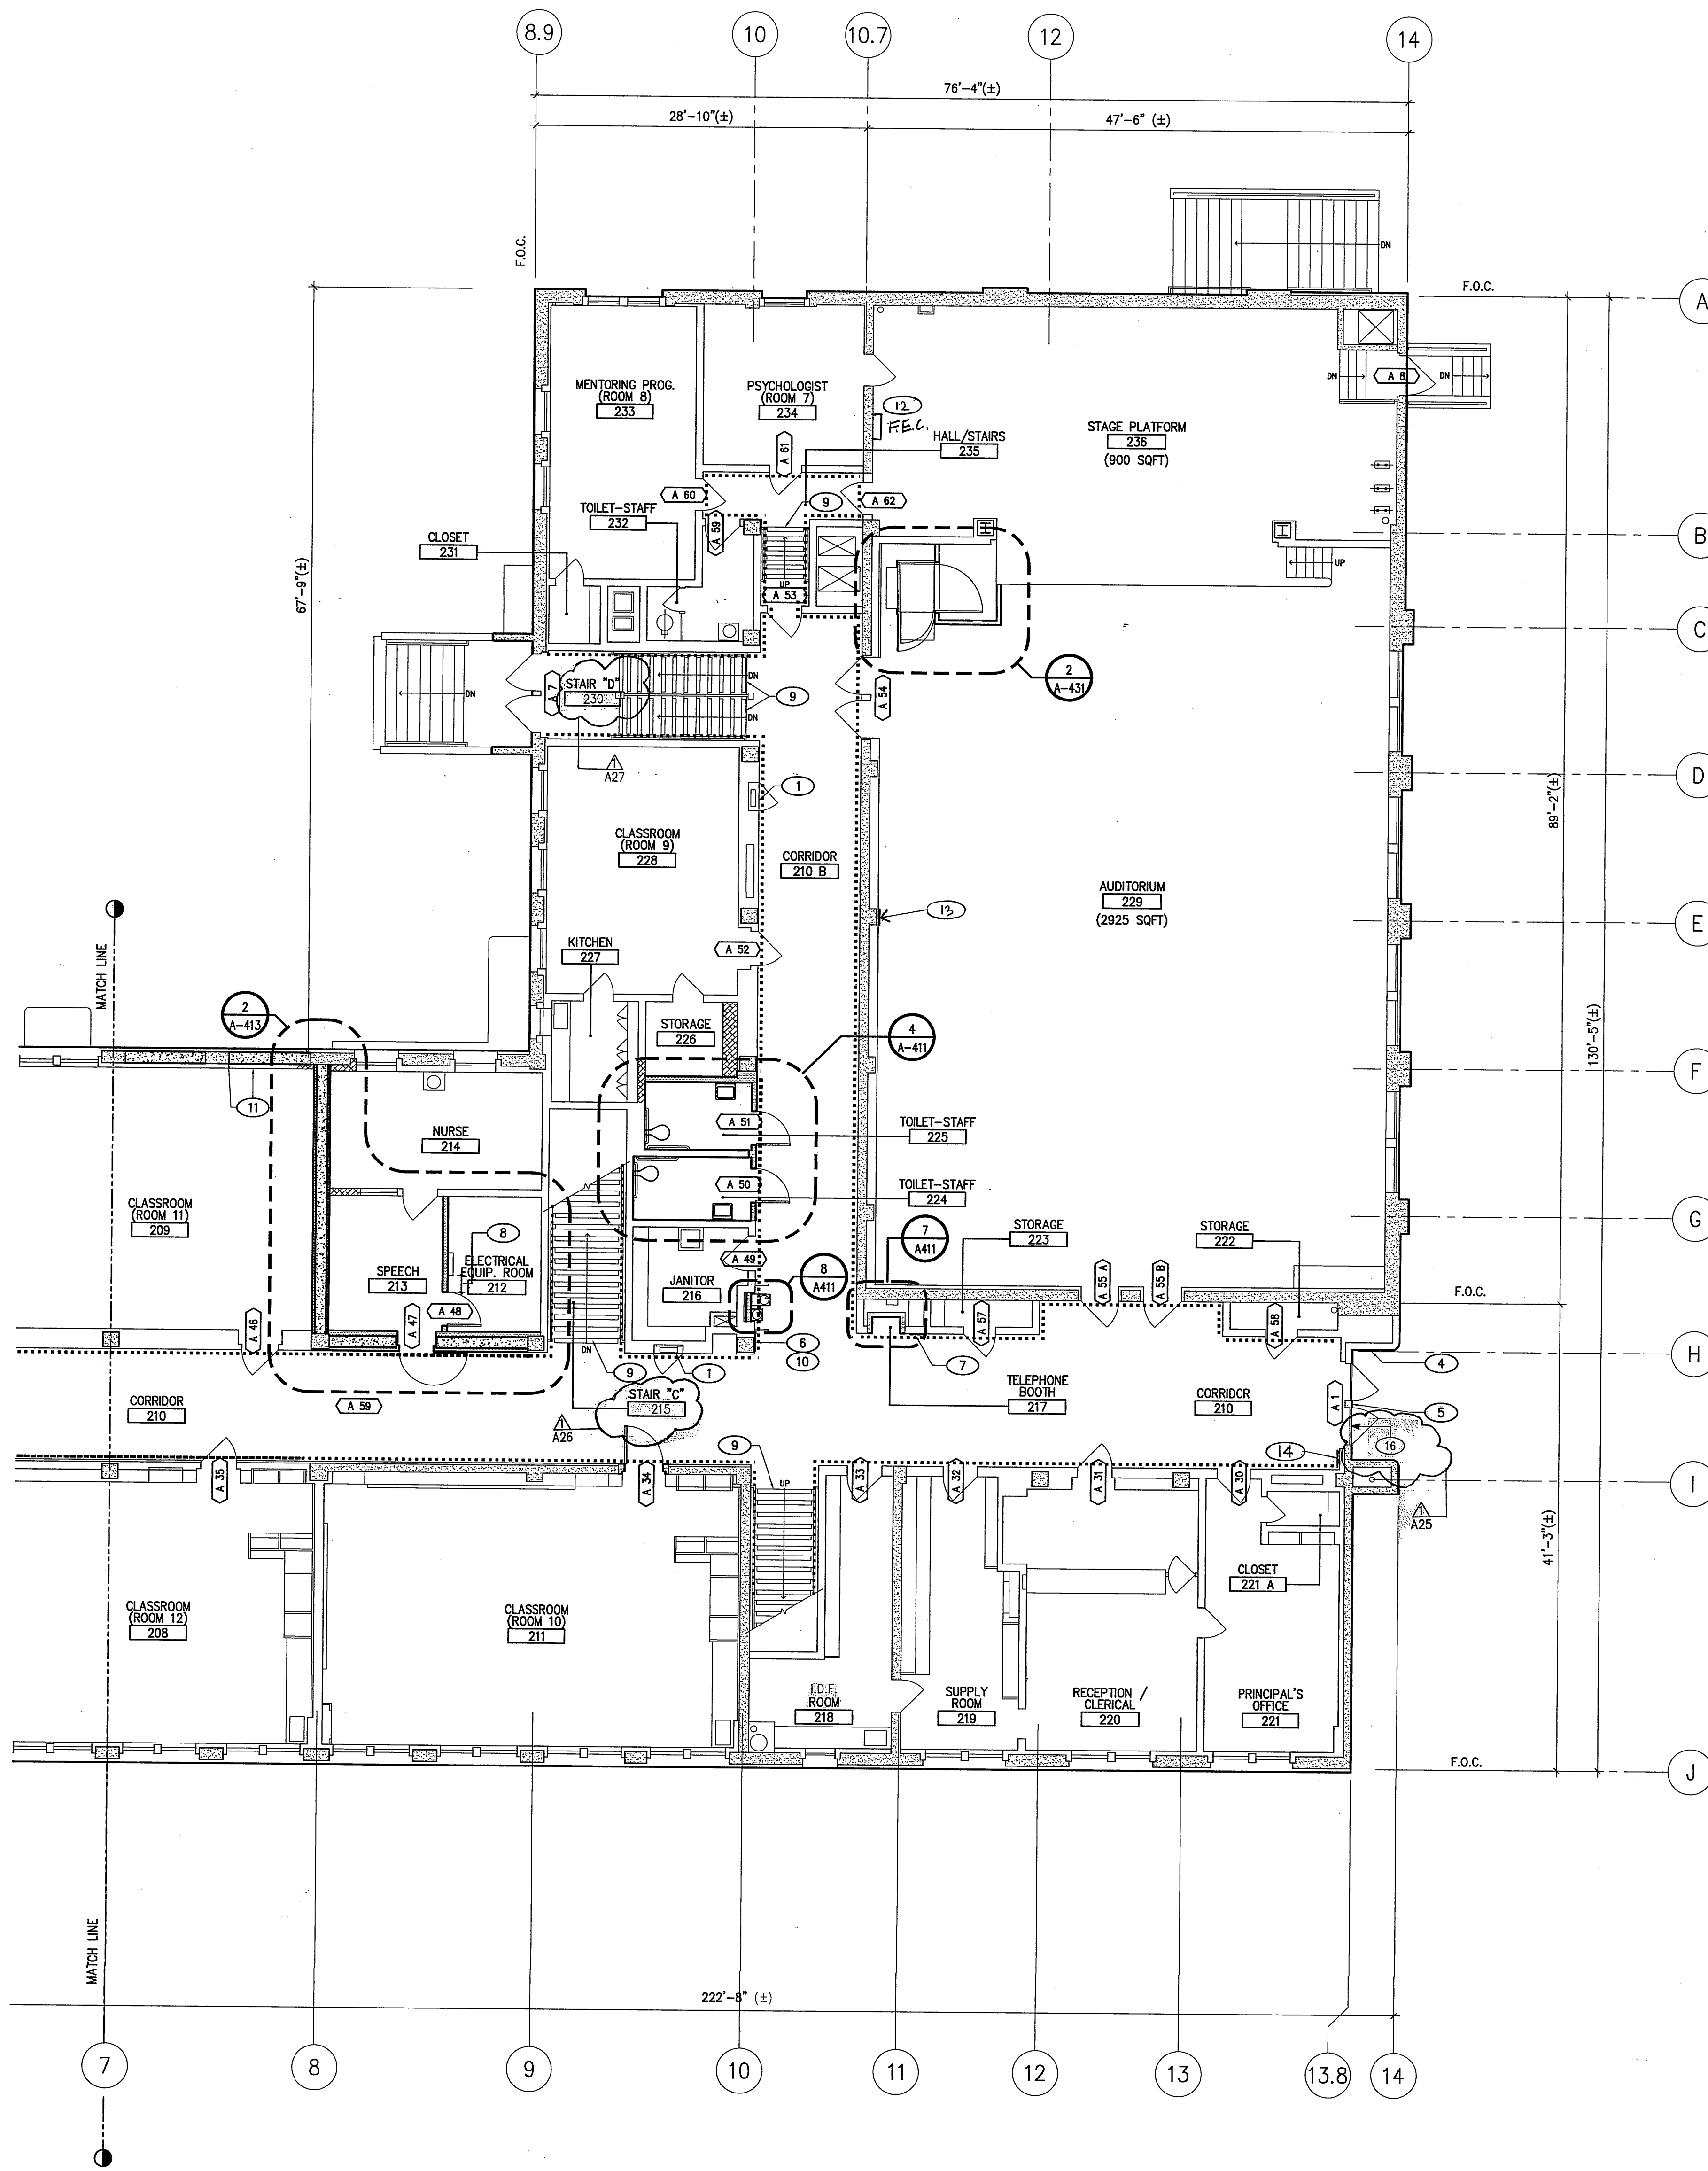 8.9
10
10.7
12
14
76'-4"(±)
28'-10"(±)
47'-6" (±)
F.O.C.
DN
F.O.C.
A
MENTORING PROG.
(ROOM 8)
233
PSYCHOLOGIST
(ROOM 7)
234
12
F.E.C.
HALL/STAIRS
235
STAGE PLATFORM
236
(900 SQFT)
DN
A 8
DN
A 61
A 60
9
A 62
TOILET-STAFF
232
A 59
CLOSET
231
UP
A 53
UP
B
67'-9"(±)
C
2
A-431
DN
A 7
STAIR "D"
230
DN
DN
9
A 54
1
A27
D
1
CLASSROOM
(ROOM 9)
228
CORRIDOR
210 B
AUDITORIUM
229
(2925 SQFT)
89'-2"(±)
E
13
MATCH LINE
KITCHEN
227
A 52
2
A-413
STORAGE
226
4
A-411
130'-5"(±)
F
11
NURSE
214
A 51
TOILET-STAFF
225
A 50
TOILET-STAFF
224
CLASSROOM
(ROOM 11)
209
G
8
7
A411
STORAGE
223
STORAGE
222
SPEECH
213
ELECTRICAL
EQUIP. ROOM
212
A 49
JANITOR
216
8
A411
A 55 A
A 55 B
F.O.C.
A 46
A 47
A 48
A 57
A 58
6
10
7
H
4
DN
9
1
CORRIDOR
210
A 59
STAIR "C"
215
1
A26
TELEPHONE
BOOTH
217
CORRIDOR
210
A 1
5
9
14
16
A 35
A 34
UP
A 33
A 32
A 31
A 30
I
1
A25
CLOSET
221 A
41'-3"(±)
CLASSROOM
(ROOM 12)
208
CLASSROOM
(ROOM 10)
211
I.D.F.
ROOM
218
SUPPLY
ROOM
219
RECEPTION /
CLERICAL
220
PRINCIPAL'S
OFFICE
221
F.O.C.
J
MATCH LINE
222'-8" (±)
7
8
9
10
11
12
13
13.8
14